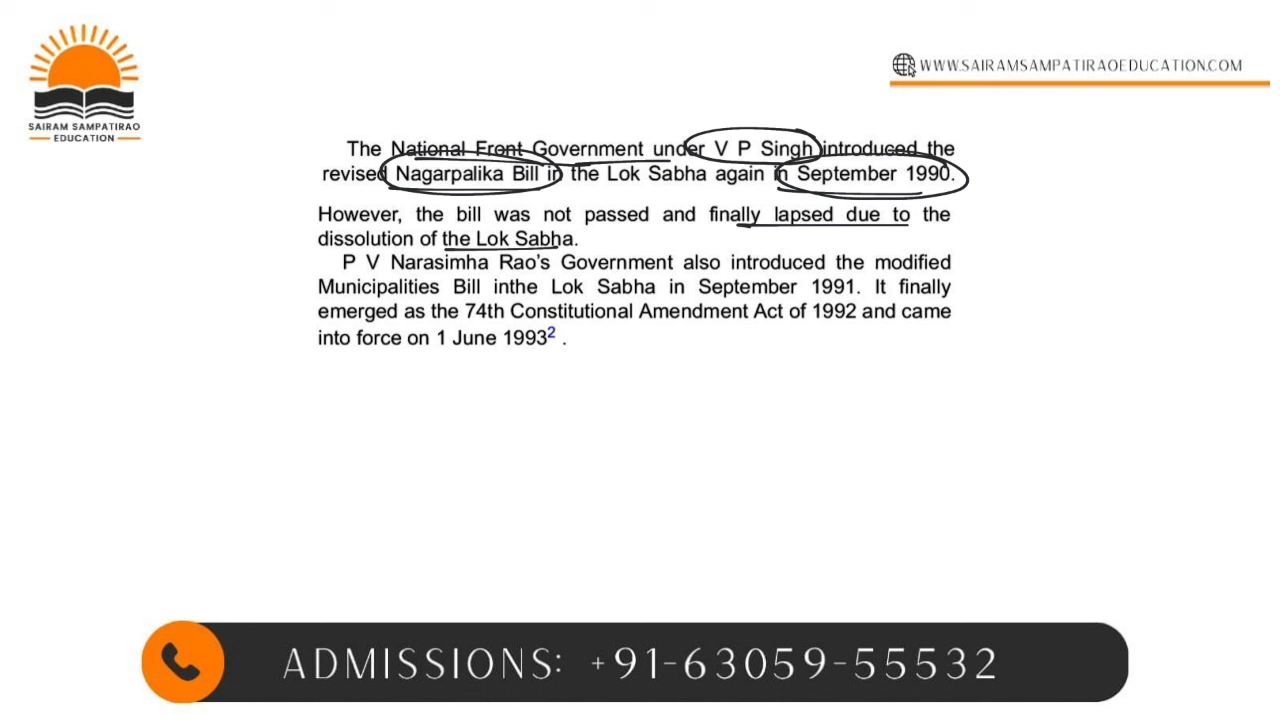 SAIRAM SAMPATIRAO
EDUCATION
WWW.SAIRAMSAMPATIRAOEDUCATION.COM
The National Front Government under V P Singh introduced the
revised Nagarpalika Bill in the Lok Sabha again in September 1990.
However, the bill was not passed and finally lapsed due to the
dissolution of the Lok Sabha.
P V Narasimha Rao's Government also introduced the modified
Municipalities Bill inthe Lok Sabha in September 1991. It finally
emerged as the 74th Constitutional Amendment Act of 1992 and came
into force on 1 June 1993² .
ADMISSIONS: +91-63059-55532